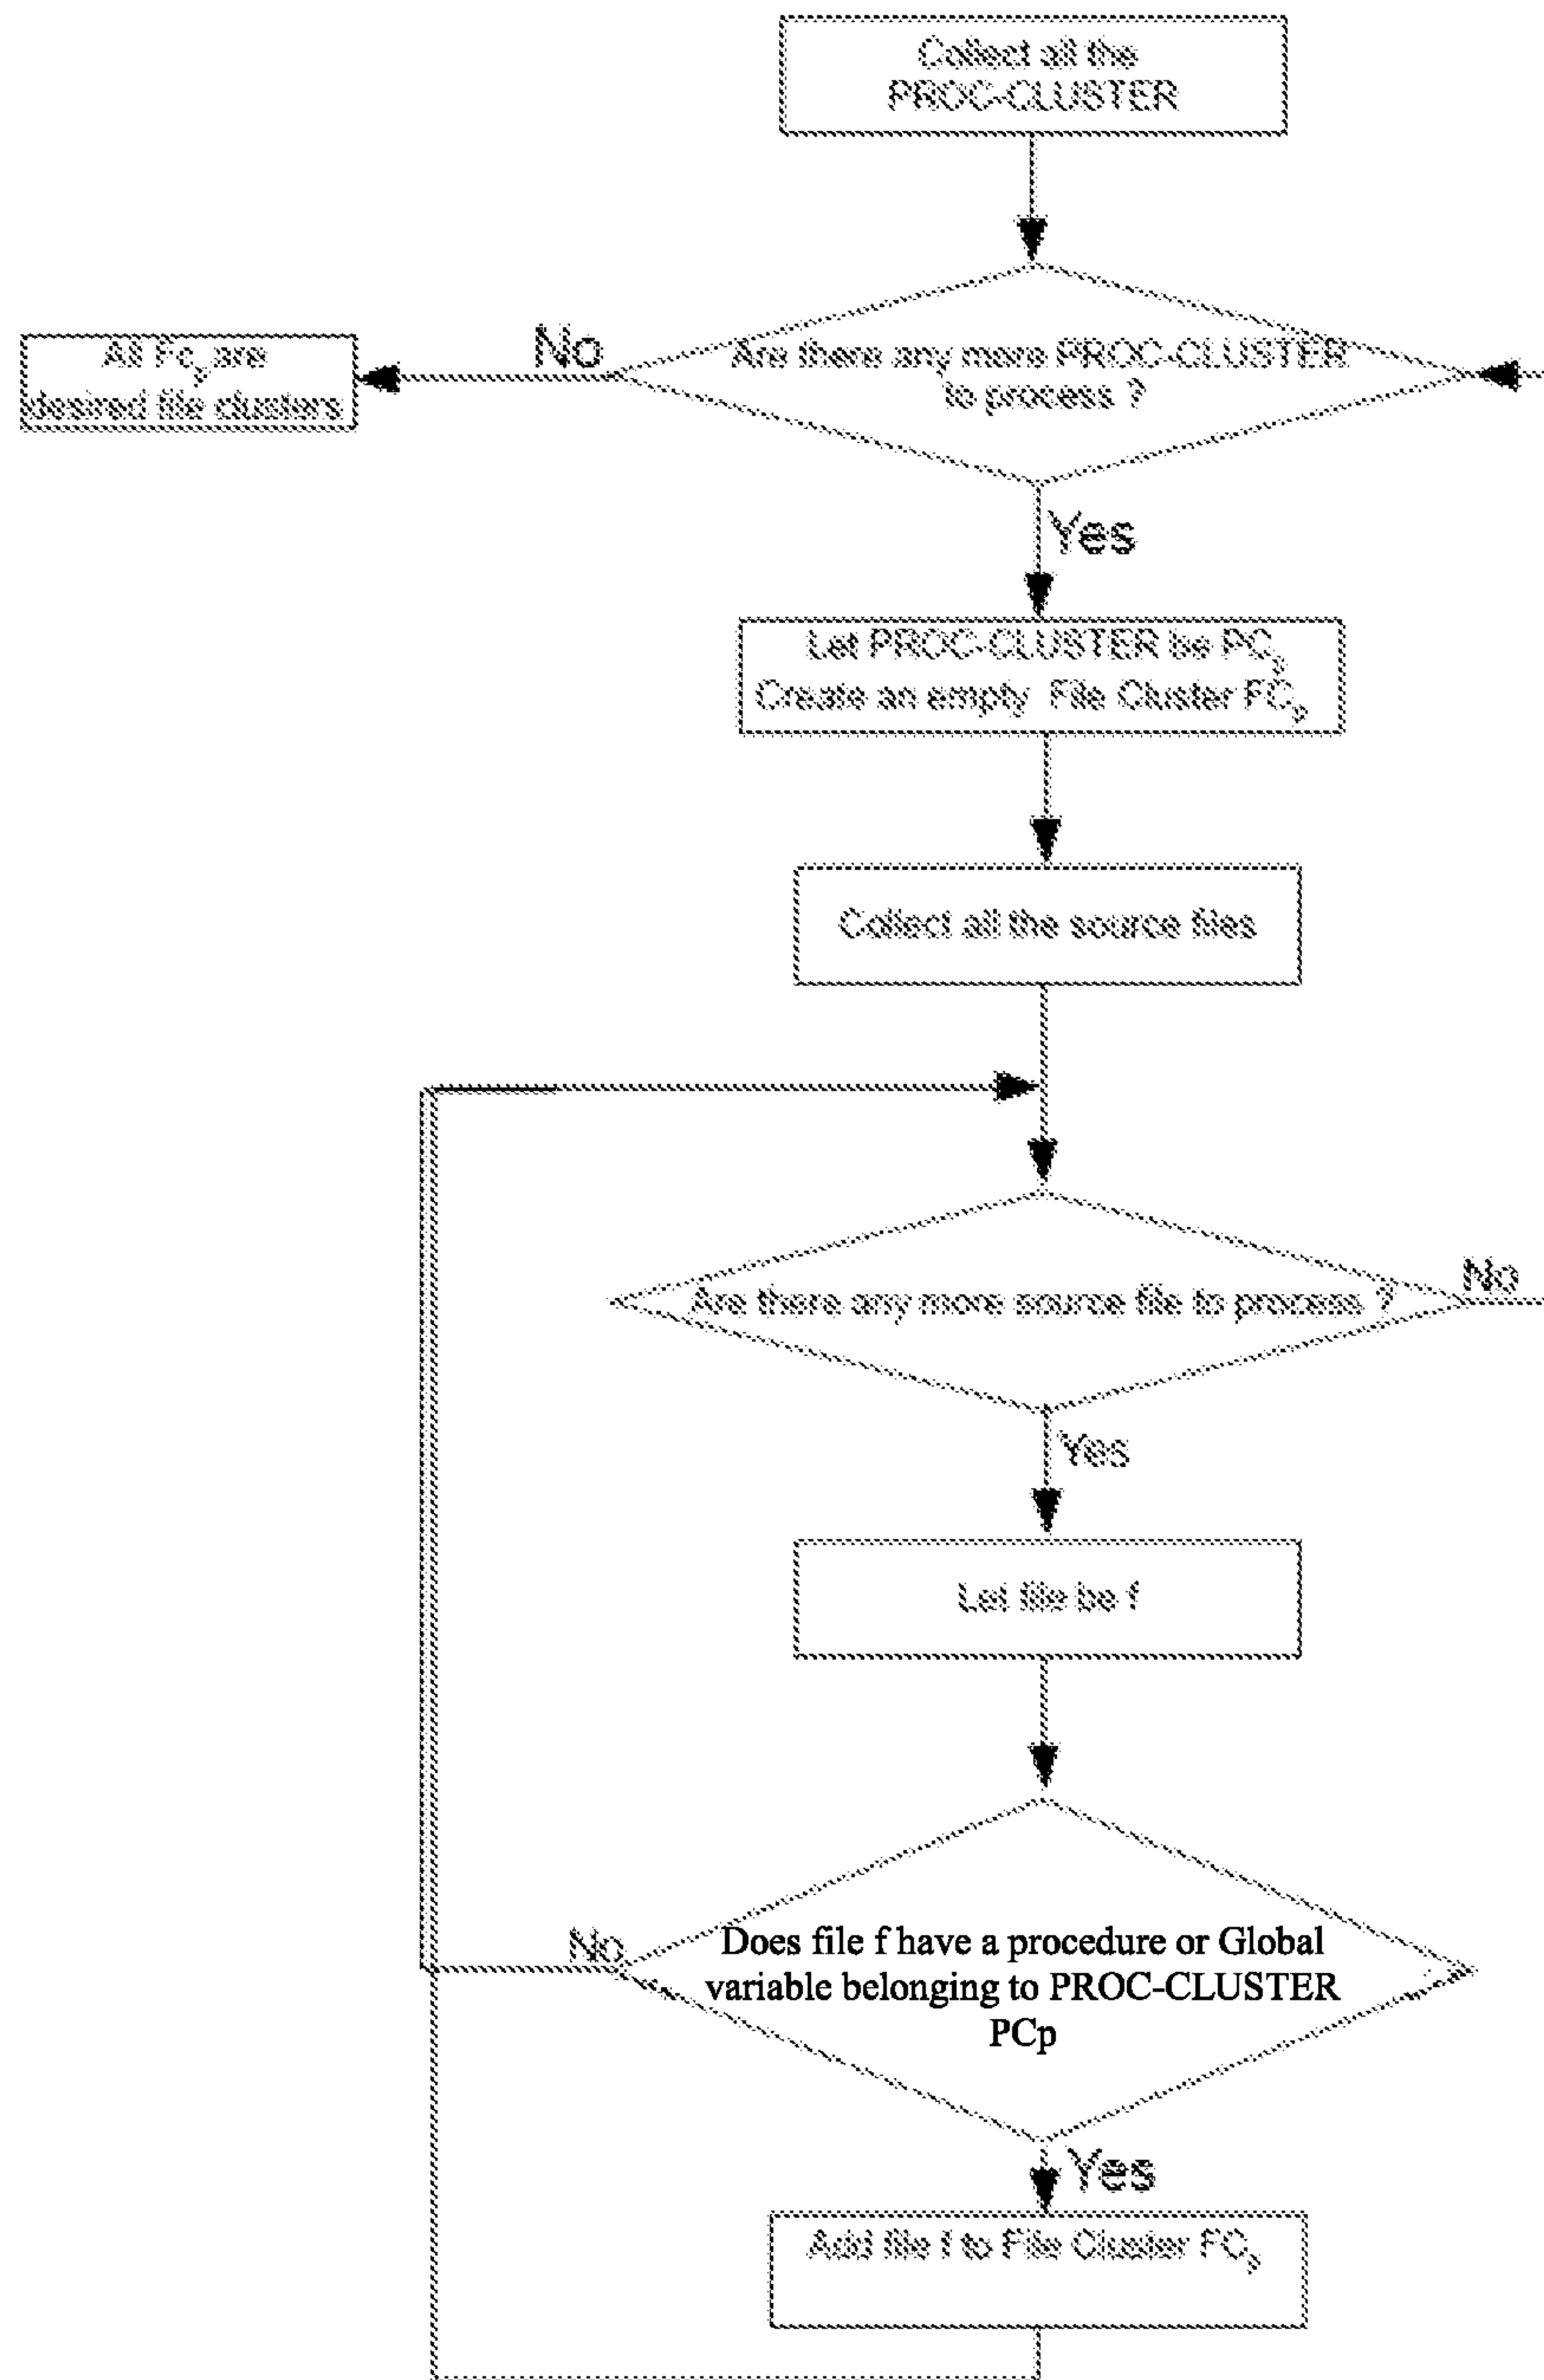 Collect all the
PROC-CLUSTER
No
All Fcp are
desired file clusters
Are there any more PROC-CLUSTER
to process ?
Yes
Let PROC-CLUSTER be PCp
Create an empty File Cluster FCp
Collect all the source files
Are there any more source file to process ?
No
Yes
Let file be f
No
Does file f have a procedure or Global
variable belonging to PROC-CLUSTER
PCp
Yes
Add file f to File Cluster FCp